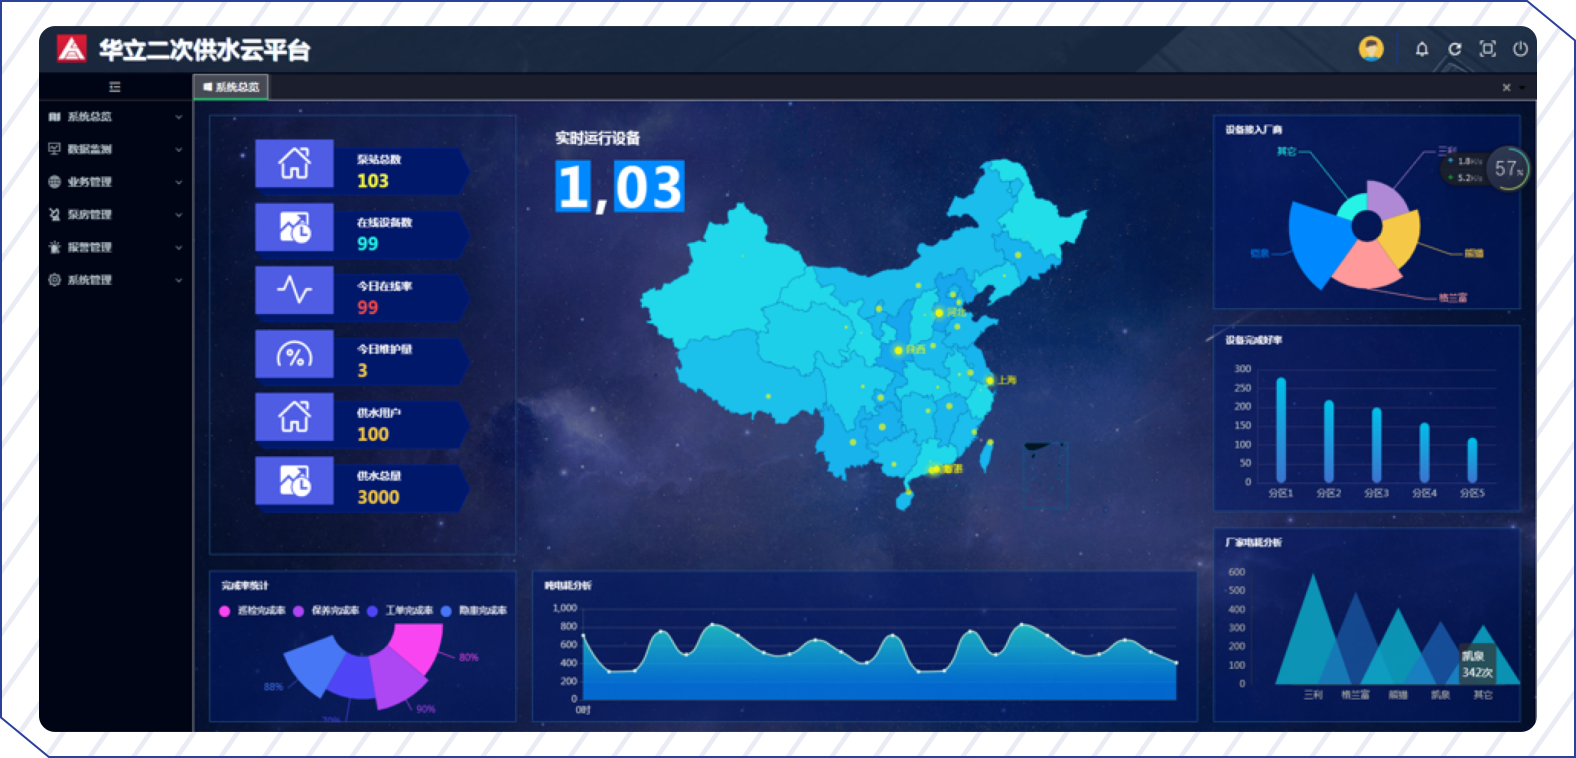 华立二次供水云平台
系统总览
系统总览
数据监测
业务管理
泵房管理
报警管理
系统管理
泵站总数
103
在线设备数
99
今日在线率
99
今日维护量
3
供水用户
100
供水总量
3000
实时运行设备
1,03
河北
陕西
上海
设备接入厂商
其它
三利
熊猫
格兰富
1.8K/s
5.2K/s
57%
设备完成好率
300
250
200
150
100
50
0
分区1 分区2 分区3 分区4 分区5
完成率统计
巡检完成率 保养完成率 工单完成率 隐患完成率
80%
88%
90%
70%
吨电耗分析
1,000
800
600
400
200
0
0时
厂家电耗分析
600
500
400
300
200
100
0
凯泉
342次
三利 格兰富 熊猫 凯泉 其它